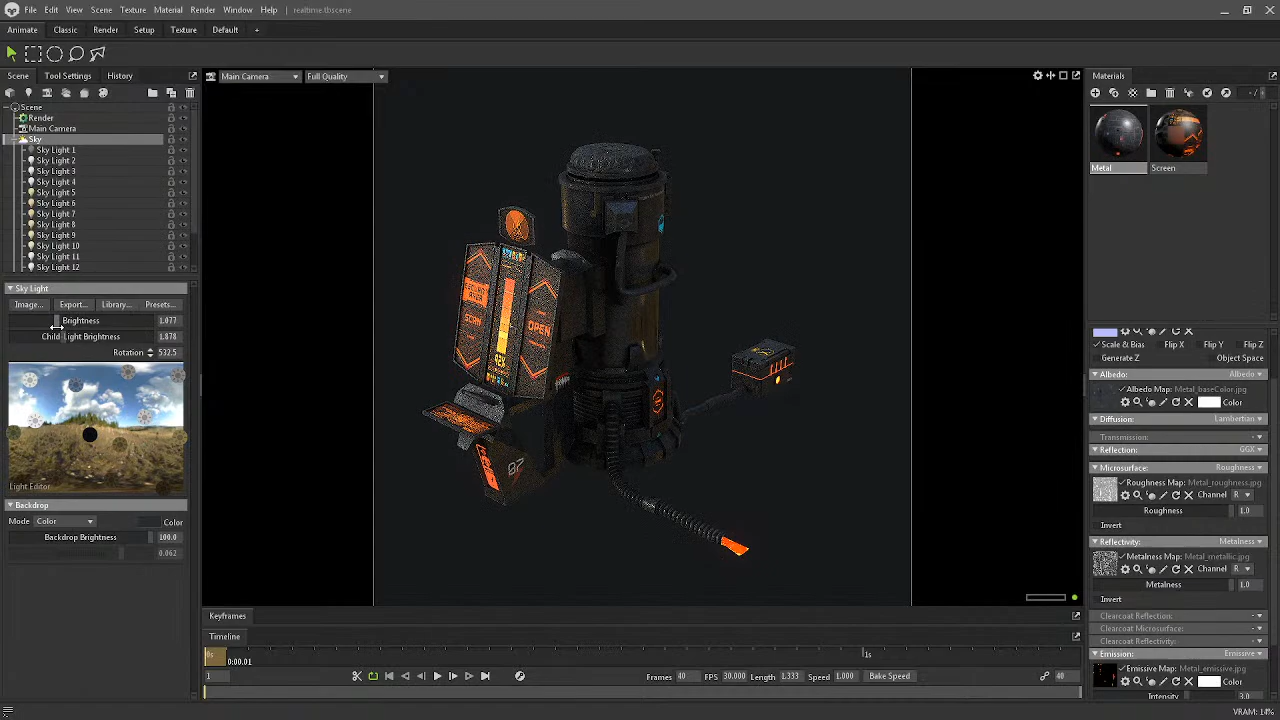 File Edit View Scene Texture Material Render Window Help realtime.tbscene
Animate Classic Render Setup Texture Default +
Scene Tool Settings History
Main Camera Full Quality
Materials
Scene
Render
Main Camera
Sky
Sky Light 1
Sky Light 2
Sky Light 3
Sky Light 4
Sky Light 5
Sky Light 6
Sky Light 7
Sky Light 8
Sky Light 9
Sky Light 10
Sky Light 11
Sky Light 12
Sky Light
Image... Export... Library... Presets...
Brightness 1.077
Child Light Brightness 1.878
Rotation 532.5
Light Editor
Backdrop
Mode Color Color
Backdrop Brightness 100.0
0.062
SCAN
OPEN
Metal Screen
Scale & Bias Flip X Flip Y Flip Z
Generate Z Object Space
Albedo: Albedo
Albedo Map: Metal_baseColor.jpg
Color
Diffusion: Lambertian
Transmission:
Reflection: GGX
Microsurface: Roughness
Roughness Map: Metal_roughness.jpg
Channel R
Roughness 1.0
Invert
Reflectivity: Metalness
Metalness Map: Metal_metallic.jpg
Channel R
Metalness 1.0
Invert
Clearcoat Reflection:
Clearcoat Microsurface:
Clearcoat Reflectivity:
Emission: Emissive
Emissive Map: Metal_emissive.jpg
Color
Intensity 3.0
Keyframes
Timeline
0s 0:00.01 1s
1 Frames 40 FPS 30.000 Length 1.333 Speed 1.000 Bake Speed 40
VRAM: 14%